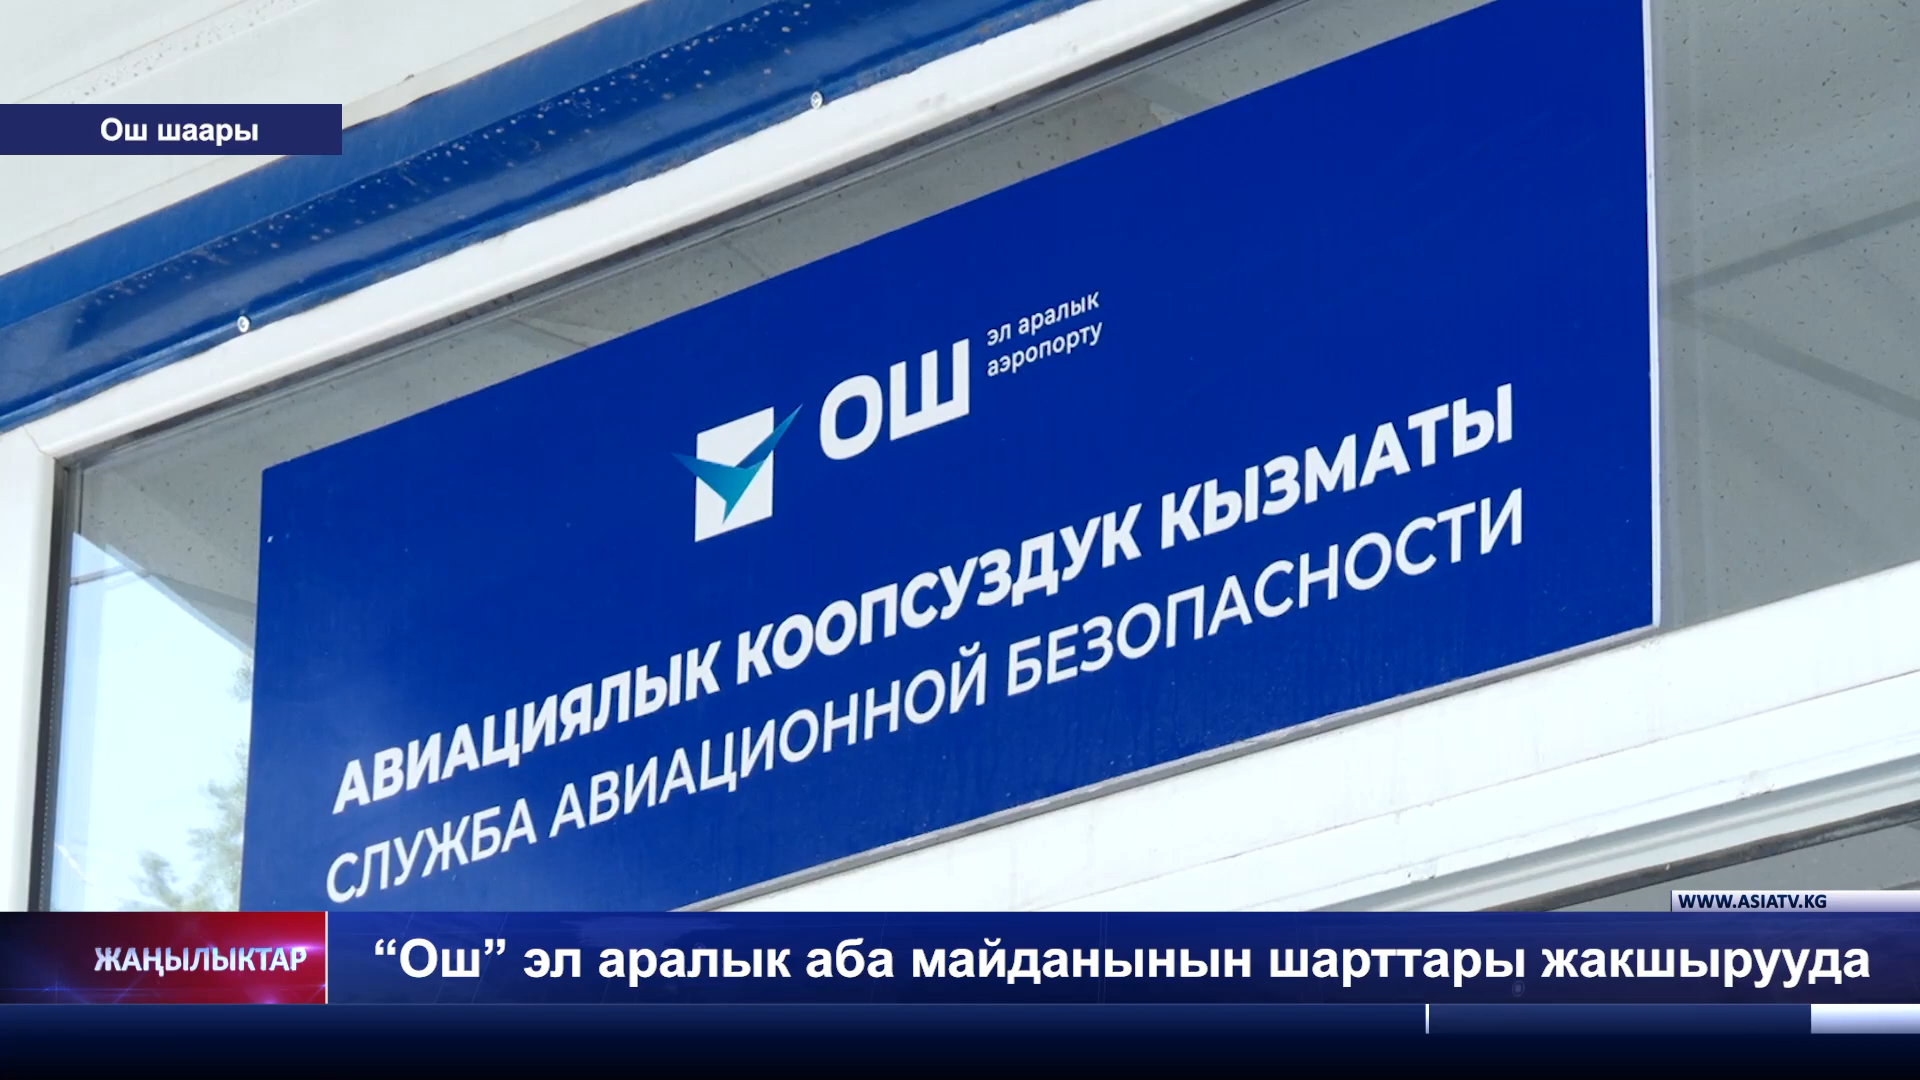 Ош шаары
ОШ
эл аралык
аэропорту
АВИАЦИЯЛЫК КООПСУЗДУК КЫЗМАТЫ
СЛУЖБА АВИАЦИОННОЙ БЕЗОПАСНОСТИ
WWW.ASIATV.KG
ЖАҢЫЛЫКТАР
“Ош” эл аралык аба майданынын шарттары жакшырууда